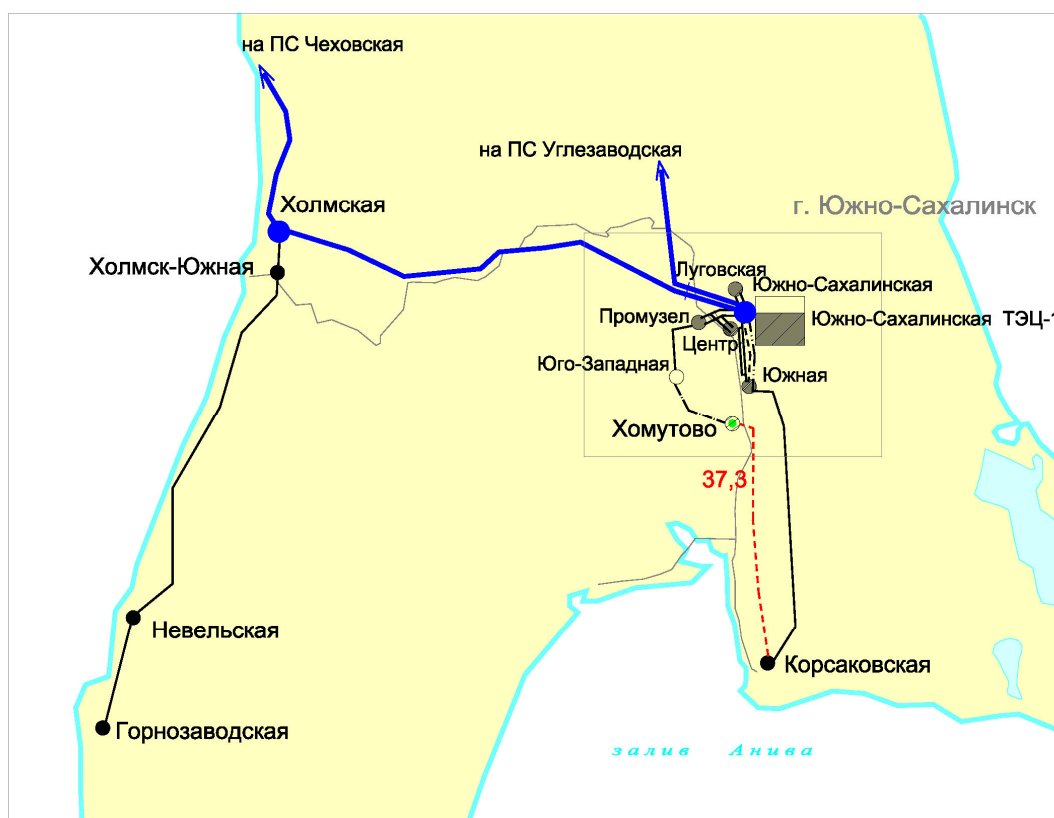 на ПС Чеховская
на ПС Углезаводская
Холмская
г. Южно-Сахалинск
Холмск-Южная
Луговская
Южно-Сахалинская
Промузел
Южно-Сахалинская ТЭЦ-1
Центр
Юго-Западная
Южная
Хомутово
37,3
Невельская
Корсаковская
Горнозаводская
залив Анива